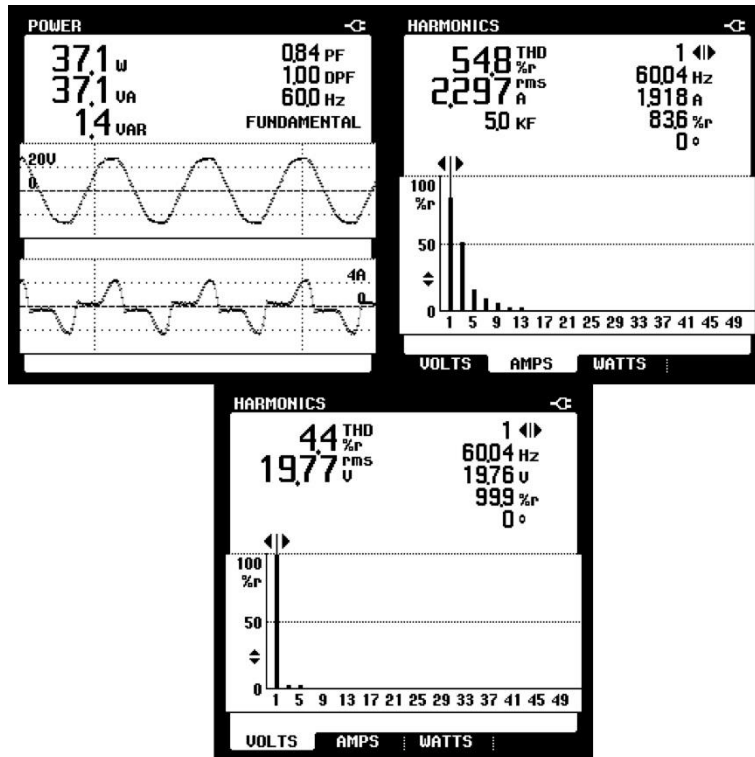 POWER
37.1 W
37.1 VA
1.4 VAR
0.84 PF
1.00 DPF
60.0 Hz
FUNDAMENTAL
20V
0
4A
0
HARMONICS
54.8 THD %r
2.297 rms A
5.0 KF
1
60.04 Hz
1.918 A
83.6 %r
0 °
100
%r
50
0
1 5 9 13 17 21 25 29 33 37 41 45 49
VOLTS AMPS WATTS
HARMONICS
4.4 THD %r
19.77 rms V
1
60.04 Hz
19.76 V
99.9 %r
0 °
100
%r
50
0
1 5 9 13 17 21 25 29 33 37 41 45 49
VOLTS AMPS WATTS